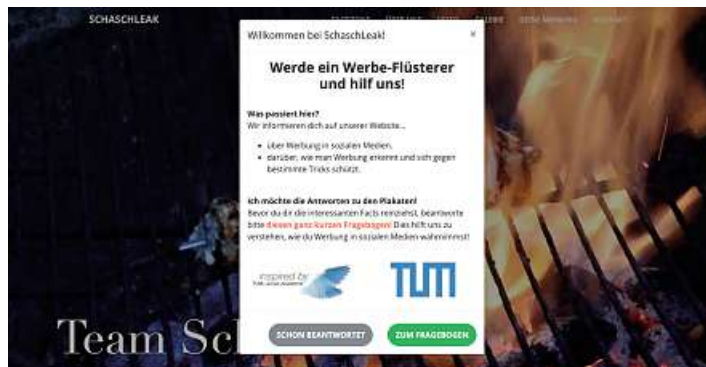 SCHASCHLEAK
Willkommen bei SchaschLeak!
×
Werde ein Werbe-Flüsterer
und hilf uns!
Was passiert hier?
Wir informieren dich auf unserer Website...
• über Werbung in sozialen Medien,
• darüber, wie man Werbung erkennt und sich gegen
bestimmte Tricks schützt.
Ich möchte die Antworten zu den Plakaten!
Bevor du dir die interessanten Facts reinziehst, beantworte
bitte diesen ganz kurzen Fragebogen! Dies hilft uns zu
verstehen, wie du Werbung in sozialen Medien wahrnimmst!
inspired by
TUM
Team Sc
SCHON BEANTWORTET
ZUM FRAGEBOGEN